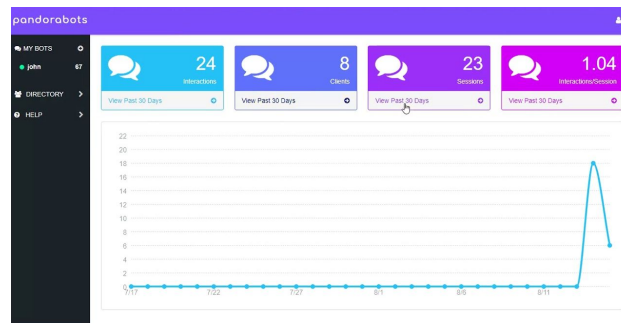 pandorabots
MY BOTS
john 67
DIRECTORY
HELP
24
Interactions
View Past 30 Days
8
Clients
View Past 30 Days
23
Sessions
View Past 30 Days
1.04
Interactions/Session
View Past 30 Days
22
20
18
16
14
12
10
8
6
4
2
0
7/17 7/22 7/27 8/1 8/6 8/11